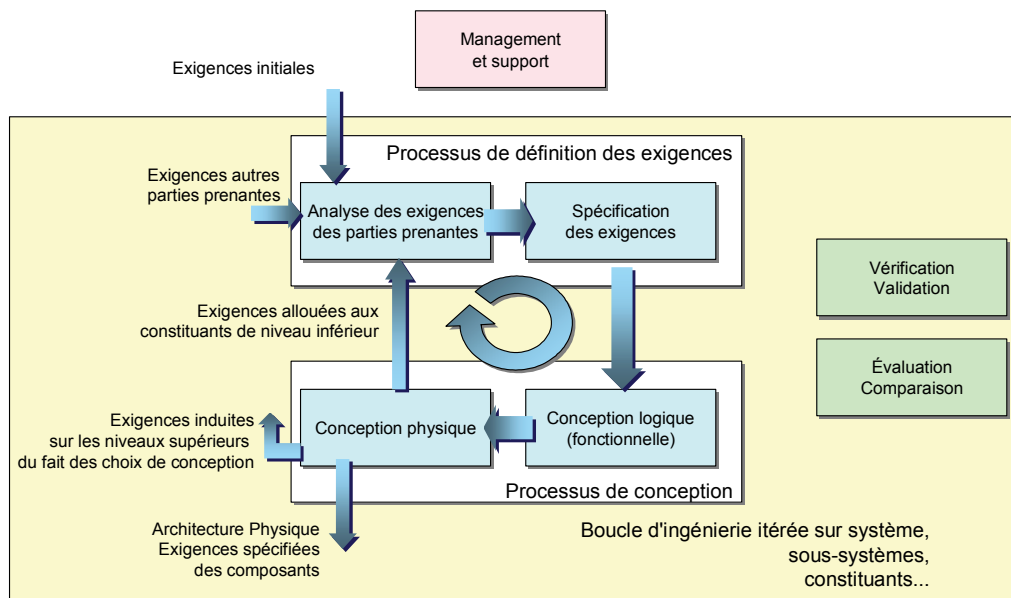 Management
et support
Exigences initiales
Processus de définition des exigences
Exigences autres
parties prenantes
Analyse des exigences
des parties prenantes
Spécification
des exigences
Vérification
Validation
Exigences allouées aux
constituants de niveau inférieur
Évaluation
Comparaison
Exigences induites
sur les niveaux supérieurs
du fait des choix de conception
Conception physique
Conception logique
(fonctionnelle)
Processus de conception
Architecture Physique
Exigences spécifiées
des composants
Boucle d'ingénierie itérée sur système,
sous-systèmes,
constituants...